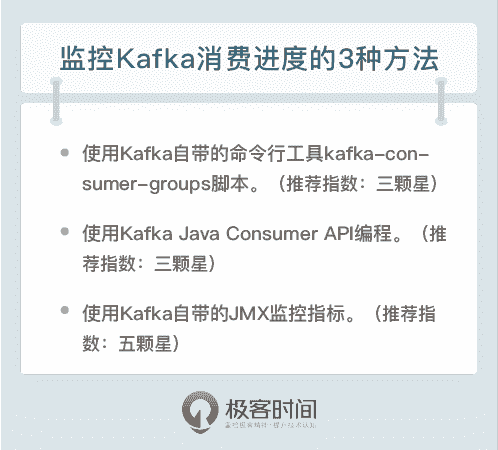 监控Kafka消费进度的3种方法
使用Kafka自带的命令行工具kafka-con-
sumer-groups脚本。（推荐指数：三颗星）
使用Kafka Java Consumer API编程。（推
荐指数：三颗星）
使用Kafka自带的JMX监控指标。（推荐指
数：五颗星）
极客时间